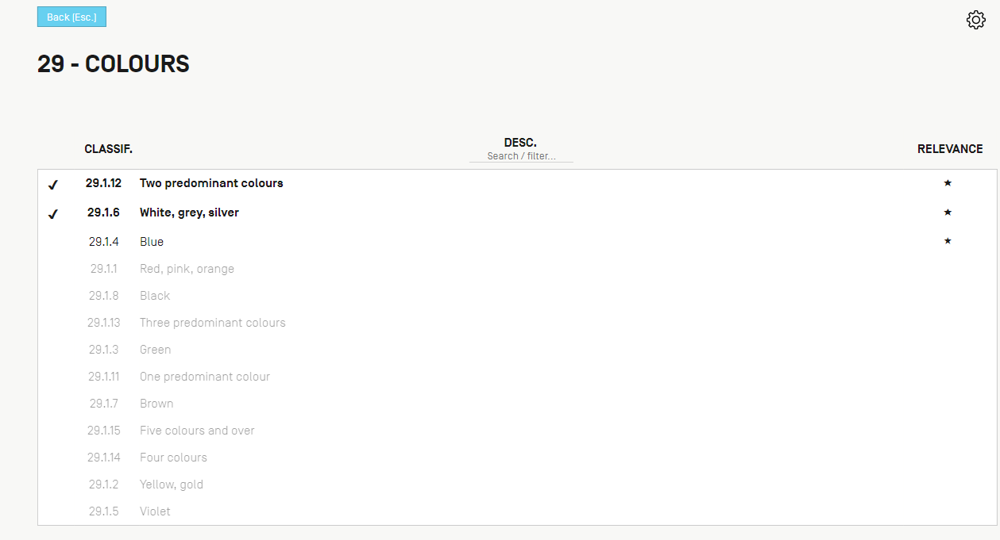 Back (Esc.)
29 - COLOURS
CLASSIF.
DESC.
Search / filter...
RELEVANCE
✓ 29.1.12 Two predominant colours ★
✓ 29.1.6 White, grey, silver ★
29.1.4 Blue ★
29.1.1 Red, pink, orange
29.1.8 Black
29.1.13 Three predominant colours
29.1.3 Green
29.1.11 One predominant colour
29.1.7 Brown
29.1.15 Five colours and over
29.1.14 Four colours
29.1.2 Yellow, gold
29.1.5 Violet